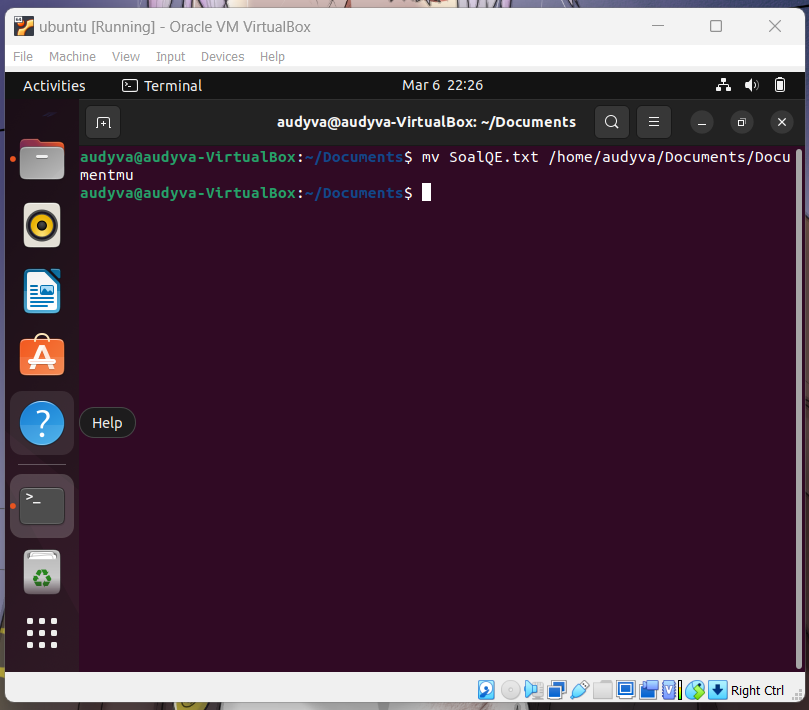 ubuntu [Running] - Oracle VM VirtualBox
File Machine View Input Devices Help
Activities Terminal Mar 6 22:26
audyva@audyva-VirtualBox: ~/Documents
audyva@audyva-VirtualBox:~/Documents$ mv SoalQE.txt /home/audyva/Documents/Docu
mentmu
audyva@audyva-VirtualBox:~/Documents$
Help
>_
Right Ctrl